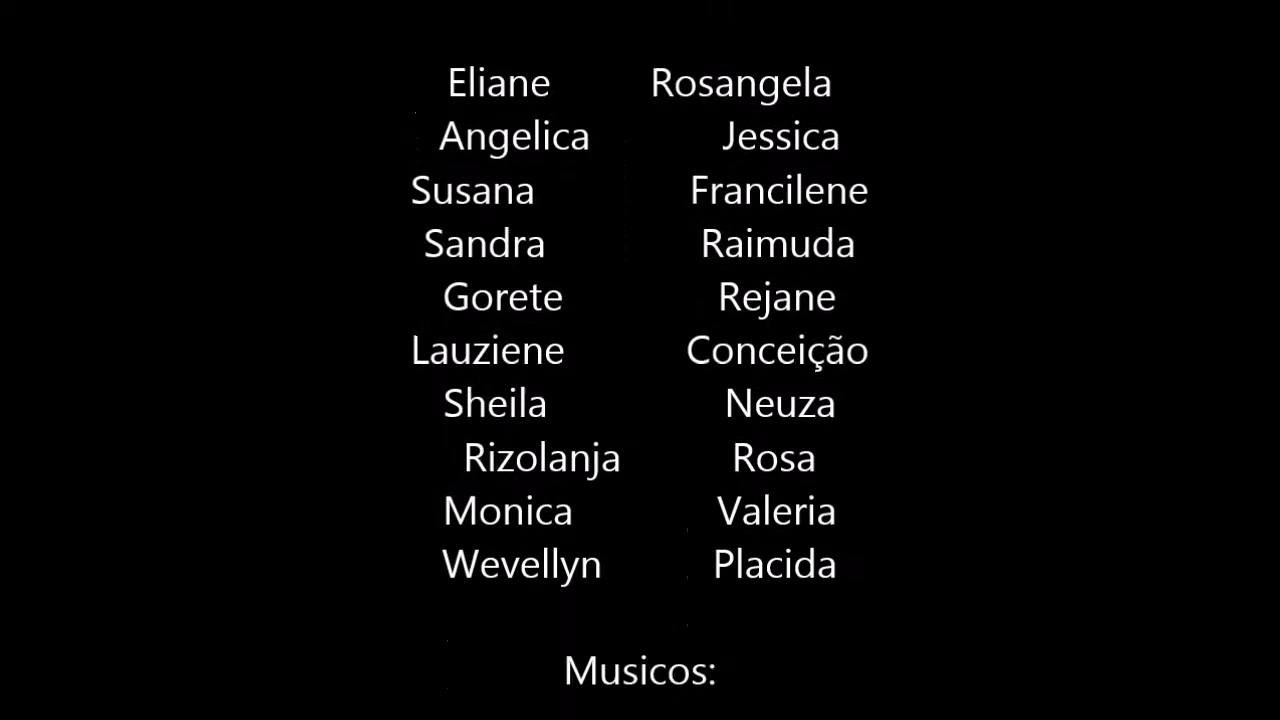 Eliane Rosangela
Angelica Jessica
Susana Francilene
Sandra Raimuda
Gorete Rejane
Lauziene Conceição
Sheila Neuza
Rizolanja Rosa
Monica Valeria
Wevellyn Placida
Musicos: